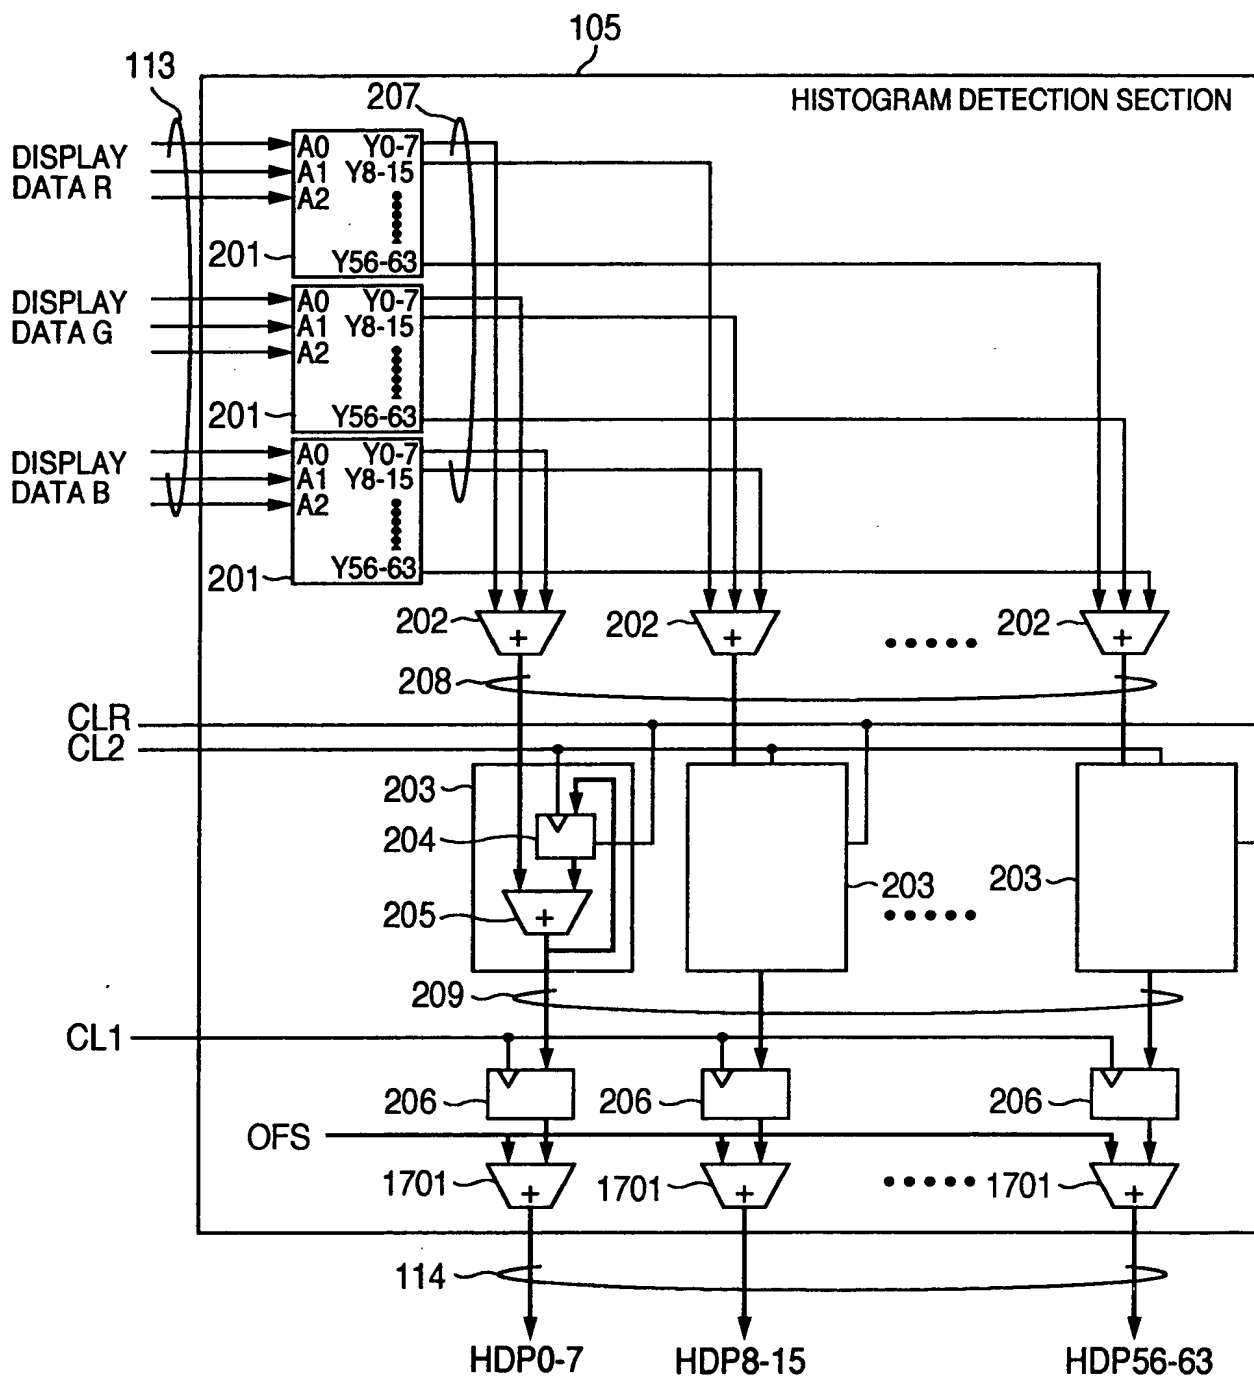 105
113
207
HISTOGRAM DETECTION SECTION
DISPLAY
DATA R
A0 Y0-7
A1 Y8-15
A2
201
Y56-63
DISPLAY
DATA G
A0 Y0-7
A1 Y8-15
A2
201
Y56-63
DISPLAY
DATA B
A0 Y0-7
A1 Y8-15
A2
201
Y56-63
202 202 202
+ + +
208
CLR
CL2
203
204
203 203
205
+
209
CL1
206 206 206
OFS
1701 1701 1701
+ + +
114
HDP0-7 HDP8-15 HDP56-63